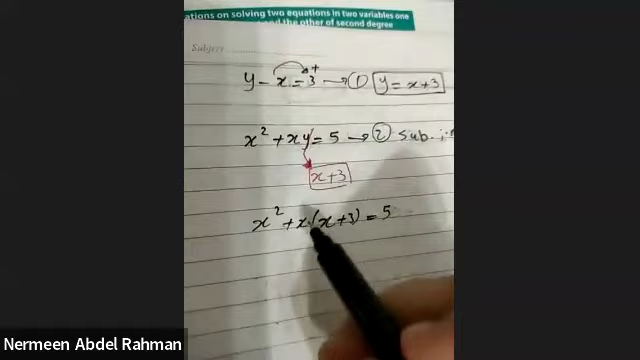 ations on solving two equations in two variables one
and the other of second degree
Subject
y - x = 3 → ① y = x+3
x² + xy = 5 → ② Sub.
x+3
x² + x(x+3) = 5
Nermeen Abdel Rahman